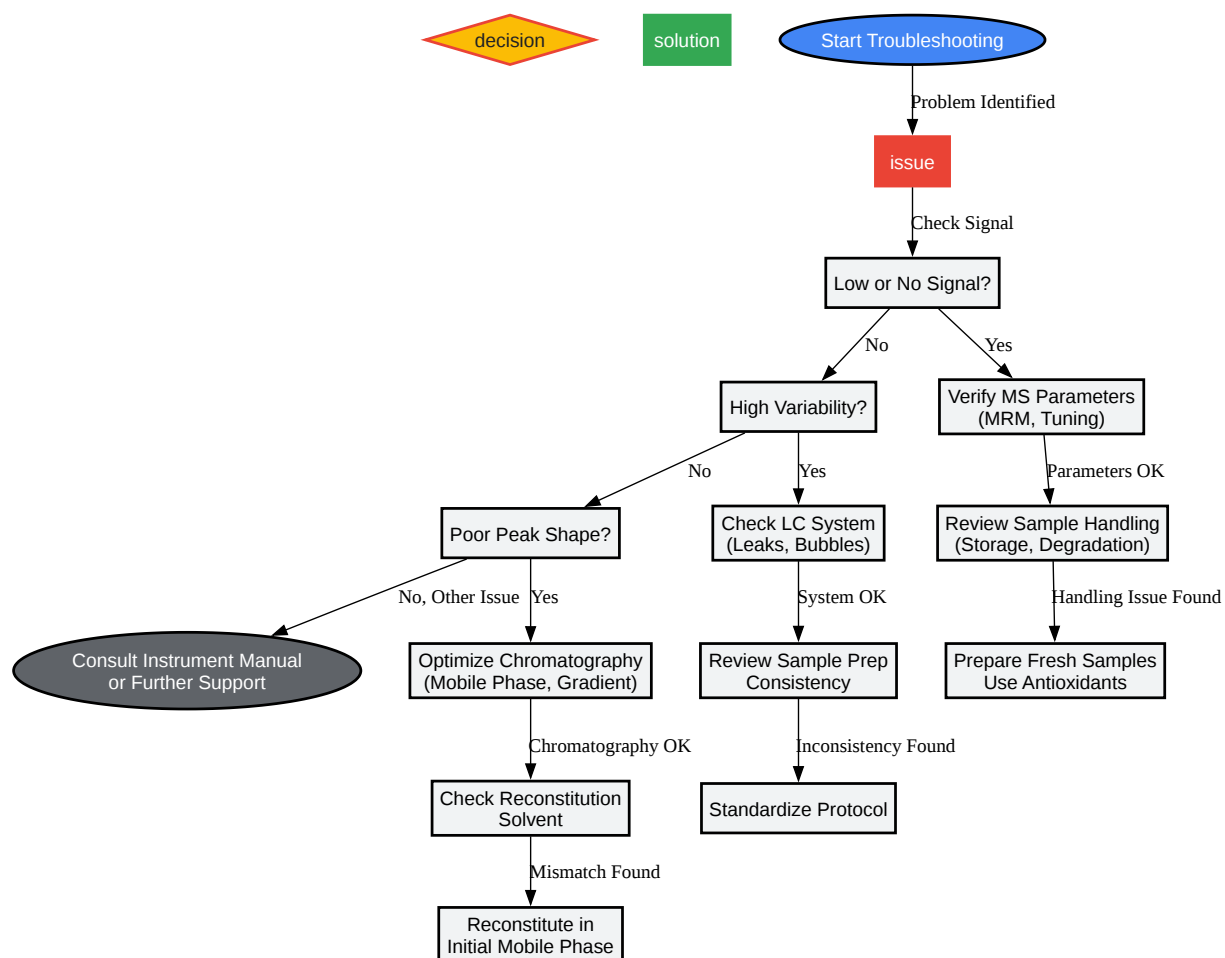 decision
solution
Start Troubleshooting
Problem Identified
issue
Check Signal
Low or No Signal?
No
Yes
High Variability?
Verify MS Parameters
(MRM, Tuning)
No
Yes
Parameters OK
Poor Peak Shape?
Check LC System
(Leaks, Bubbles)
Review Sample Handling
(Storage, Degradation)
No, Other Issue
Yes
System OK
Handling Issue Found
Consult Instrument Manual
or Further Support
Optimize Chromatography
(Mobile Phase, Gradient)
Review Sample Prep
Consistency
Prepare Fresh Samples
Use Antioxidants
Chromatography OK
Inconsistency Found
Check Reconstitution
Solvent
Standardize Protocol
Mismatch Found
Reconstitute in
Initial Mobile Phase